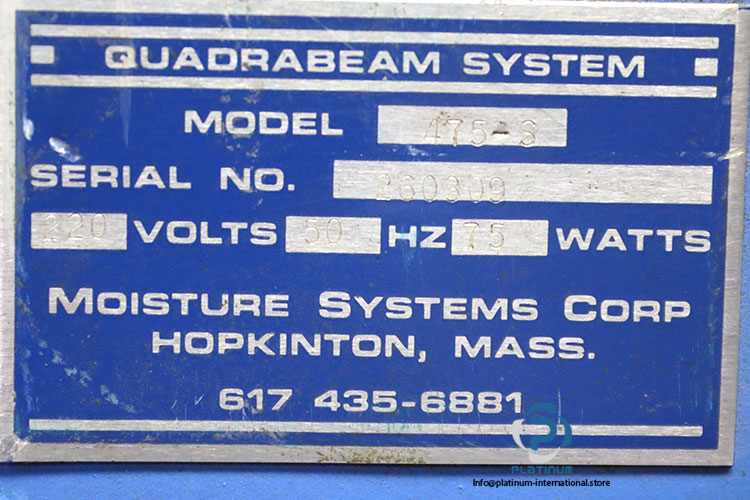 QUADRABEAM SYSTEM
MODEL 475-S
SERIAL NO. 260309
220 VOLTS 50 HZ 75 WATTS
MOISTURE SYSTEMS CORP
HOPKINTON, MASS.
617 435-6881
PLATINUM
Info@platinum-international.store